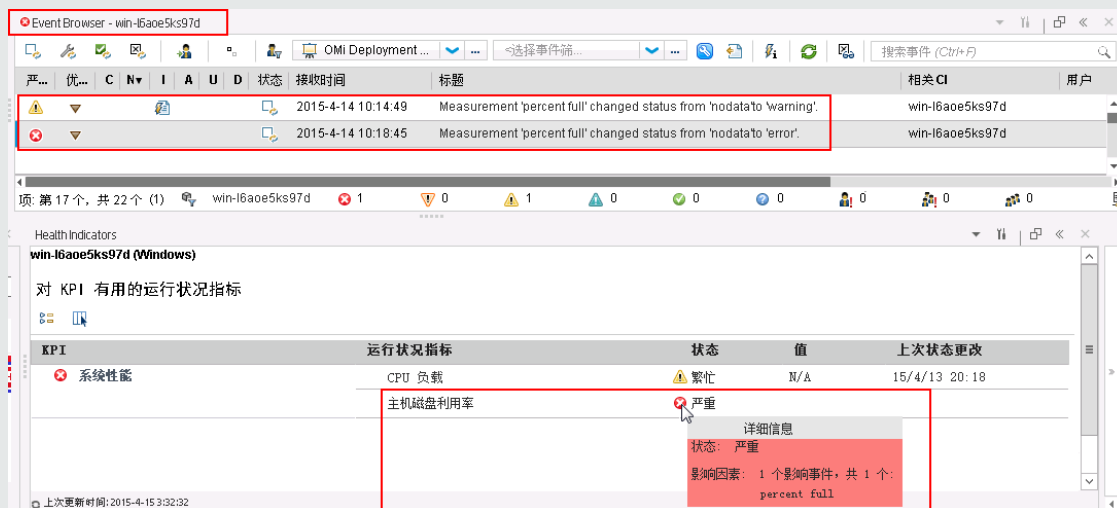 Event Browser - win-l6aoe5ks97d
OMi Deployment ... ... <选择事件筛... ... 搜索事件 (Ctrl+F)
严... 优... C N▾ I A U D 状态 接收时间 标题 相关CI 用户
2015-4-14 10:14:49 Measurement 'percent full' changed status from 'nodata'to 'warning'. win-l6aoe5ks97d
2015-4-14 10:18:45 Measurement 'percent full' changed status from 'nodata'to 'error'. win-l6aoe5ks97d
项: 第 17 个，共 22 个 (1) win-l6aoe5ks97d 1 0 1 0 0 0 0 0 0
Health Indicators
win-l6aoe5ks97d (Windows)
对 KPI 有用的运行状况指标
KPI 运行状况指标 状态 值 上次状态更改
系统性能 CPU 负载 繁忙 N/A 15/4/13 20:18
主机磁盘利用率 严重
详细信息
状态: 严重
影响因素: 1 个影响事件，共 1 个:
percent full
上次更新时间: 2015-4-15 3:32:32